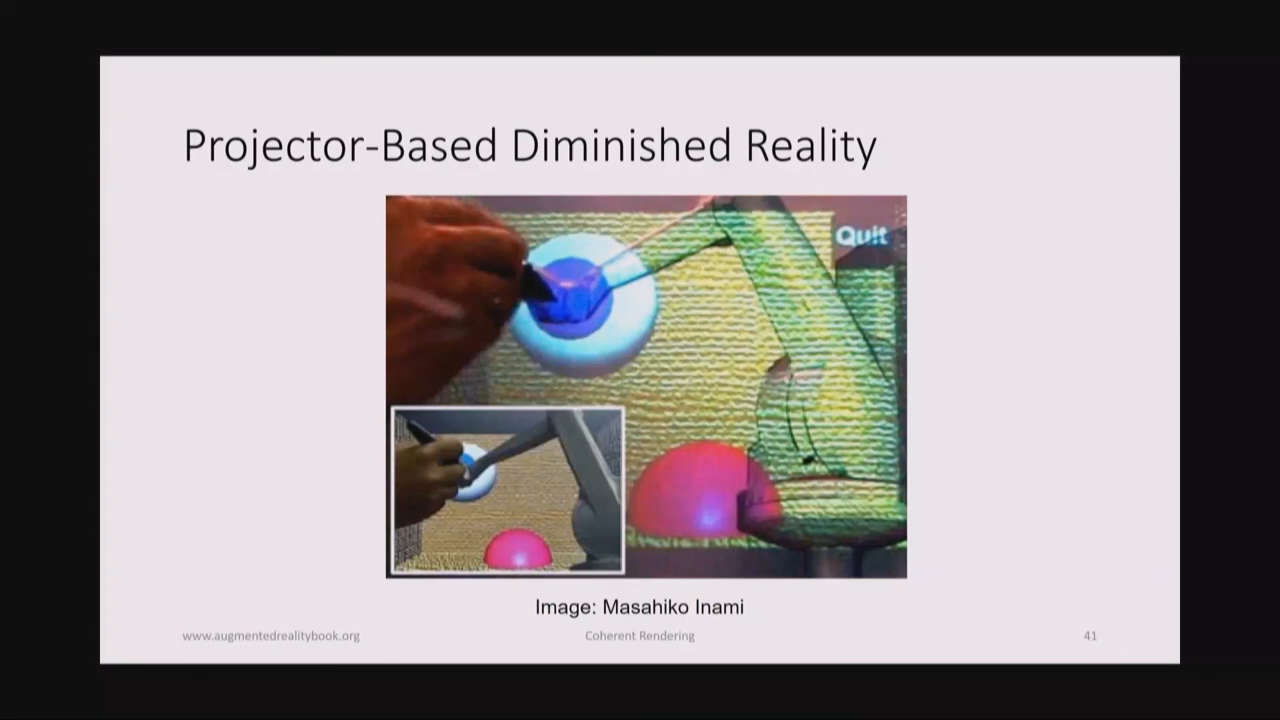 Projector-Based Diminished Reality
Quit
Image: Masahiko Inami
www.augmentedrealitybook.org
Coherent Rendering
41